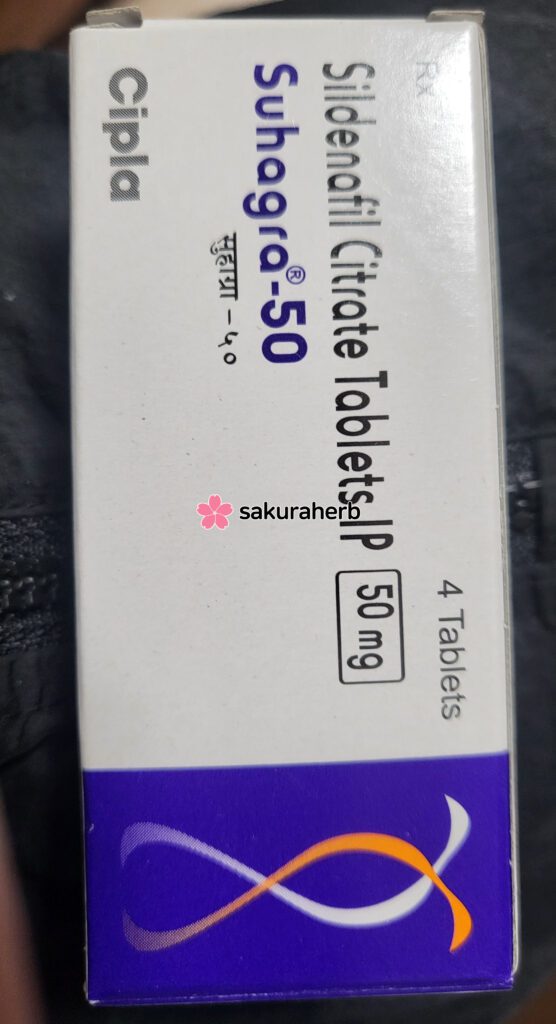 Rx
4 Tablets
Sildenafil Citrate Tablets IP 50 mg
Suhagra®-50
सुहाग्रा - ५०
Cipla
sakuraherb